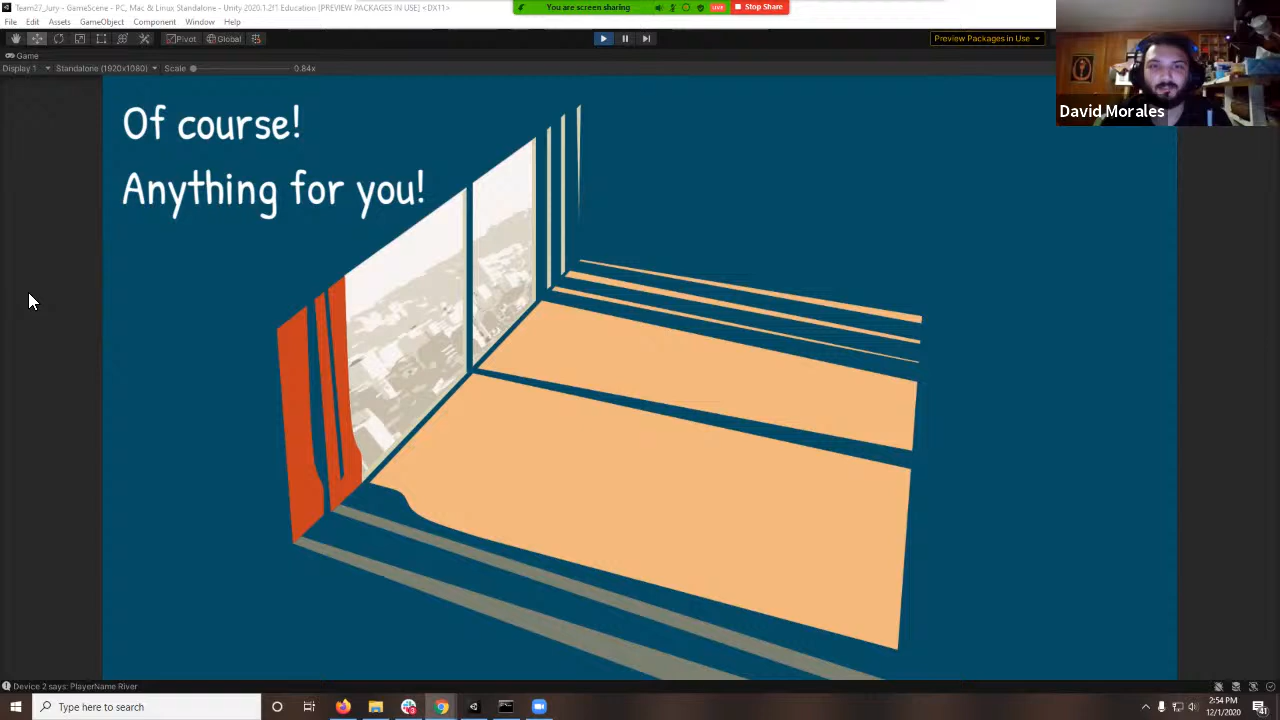 Team27_Jury - GameScene - PC, Mac & Linux Standalone - Unity 2020.1.2f1 Education [PREVIEW PACKAGES IN USE] <DX11>
You are screen sharing
LIVE
Stop Share
File Edit Assets GameObject Component Window Help
Pivot Global
Preview Packages in Use
Game
Display 1 Standalone (1920x1080) Scale 0.84x
David Morales
Of course!
Anything for you!
Device 2 says: PlayerName River
Type here to search
2:54 PM
12/1/2020